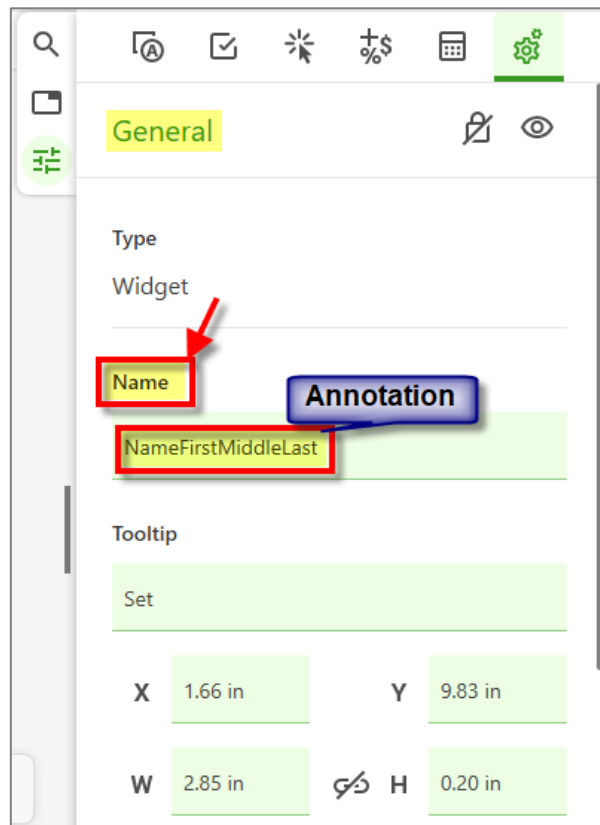 General
Type
Widget
Name
Annotation
NameFirstMiddleLast
Tooltip
Set
X 1.66 in Y 9.83 in
W 2.85 in H 0.20 in